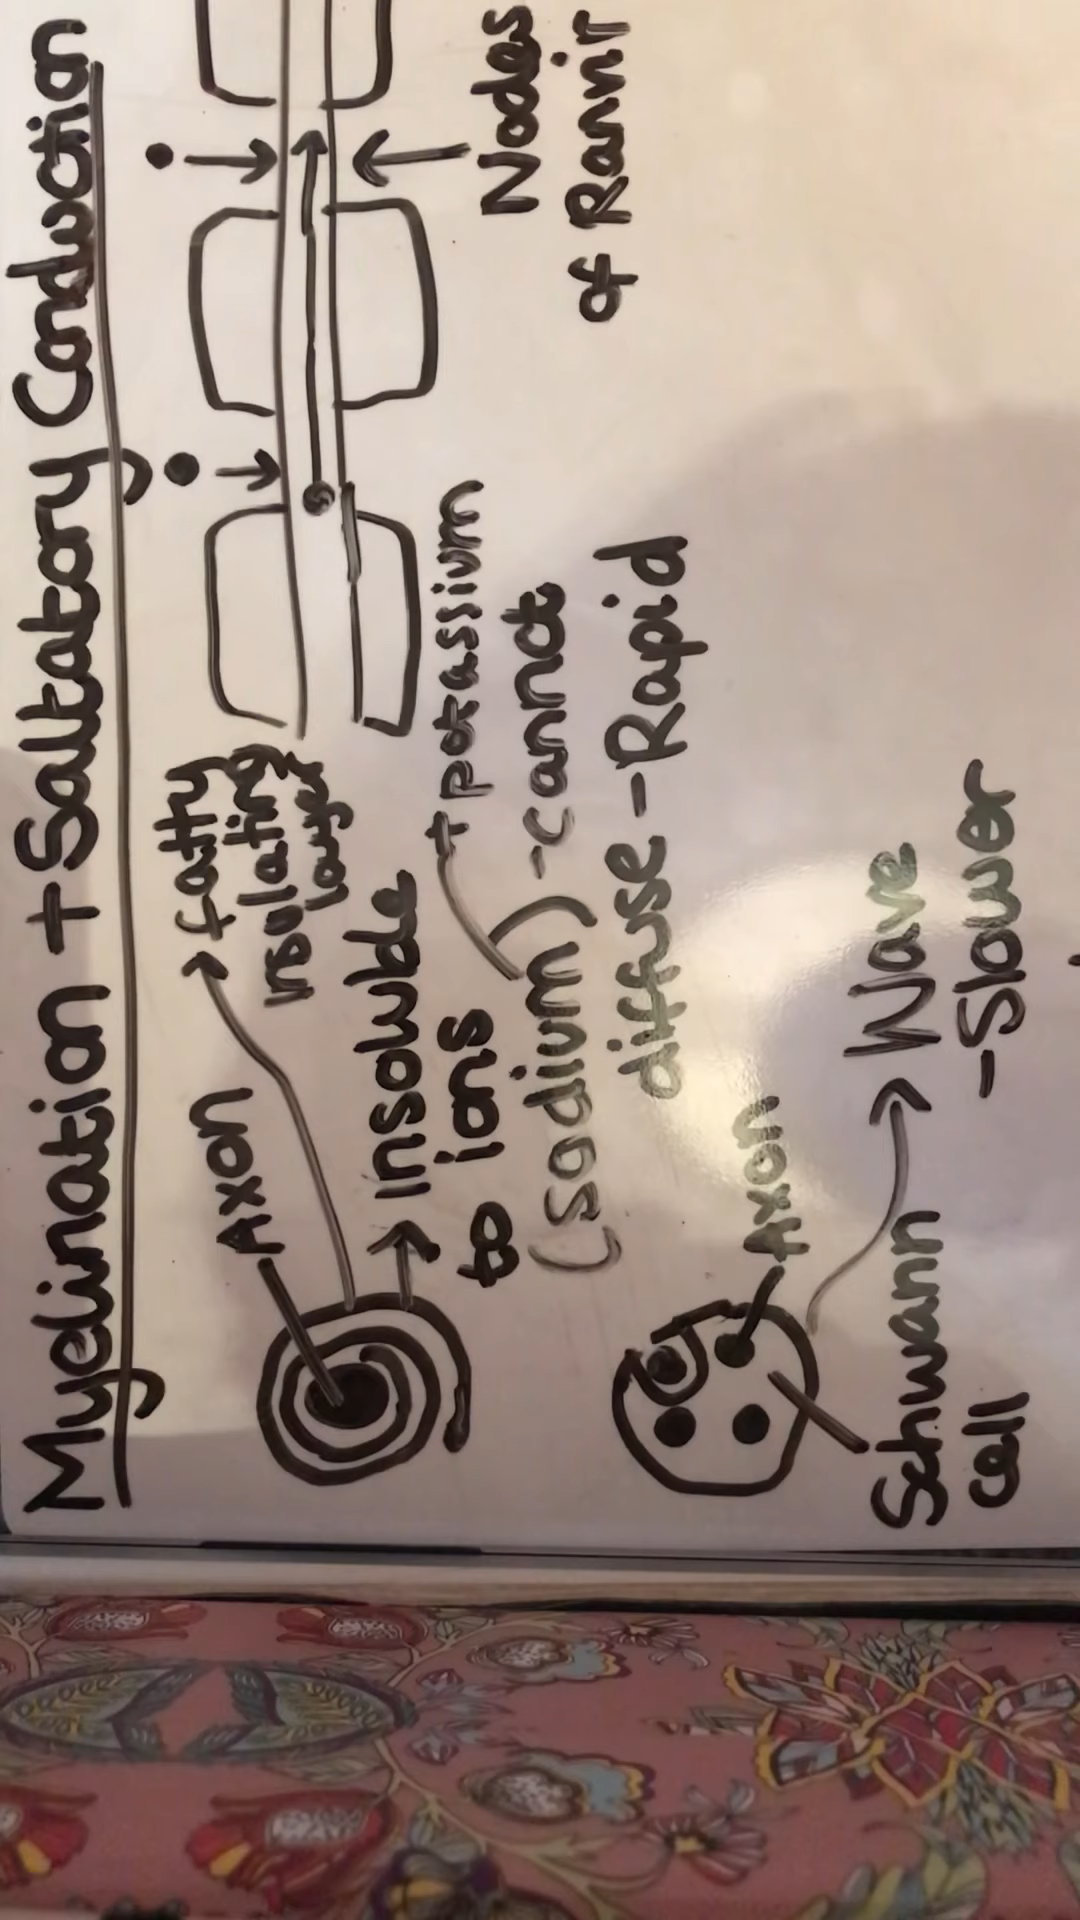 Myelination + Saltatory Conduction
Axon
fatty
insulating
layer
Insoluble
to ions
+ potassium
(sodium) - cannot
diffuse - Rapid
Nodes
of Ranvir
Axon
Schwann
cell
Wave
- Slower